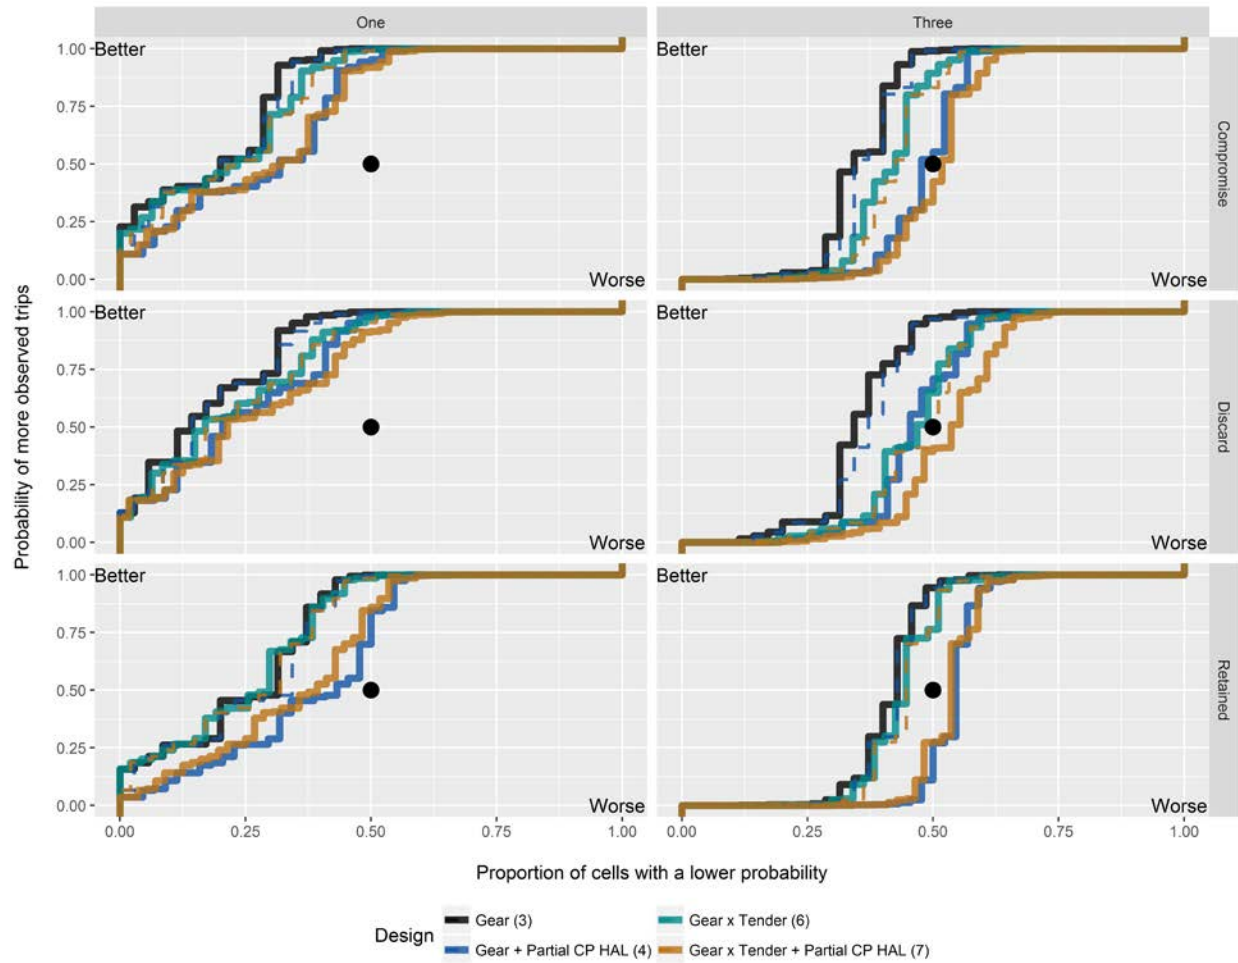 One
Three
1.00
Better
Better
0.75
0.50
0.25
0.00
Worse
Worse
Compromise
1.00
Better
Better
0.75
0.50
0.25
0.00
Worse
Worse
Discard
1.00
Better
Better
0.75
0.50
0.25
0.00
Worse
Worse
Retained
Probability of more observed trips
0.00 0.25 0.50 0.75 1.00
0.00 0.25 0.50 0.75 1.00
Proportion of cells with a lower probability
Design
Gear (3)
Gear x Tender (6)
Gear + Partial CP HAL (4)
Gear x Tender + Partial CP HAL (7)